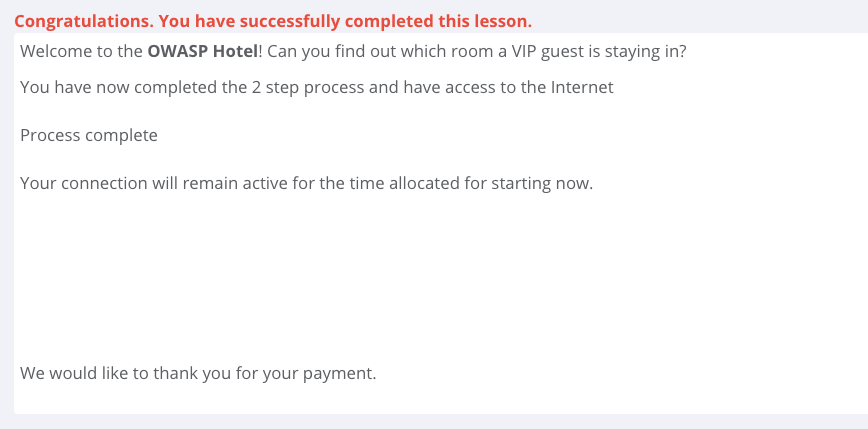 Congratulations. You have successfully completed this lesson.
Welcome to the OWASP Hotel! Can you find out which room a VIP guest is staying in?
You have now completed the 2 step process and have access to the Internet
Process complete
Your connection will remain active for the time allocated for starting now.
We would like to thank you for your payment.